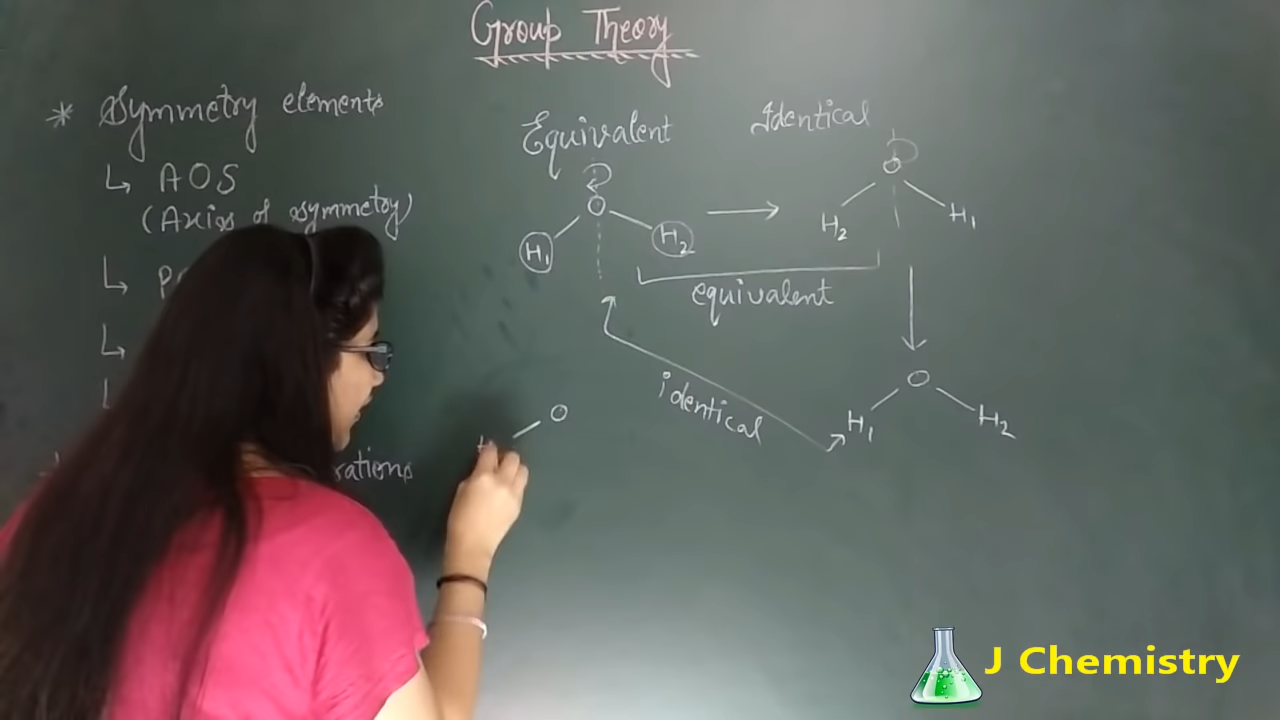 Group Theory
* Symmetry elements
↳ AOS
(Axis of symmetry)
Equivalent
Identical
O
H1
H2
O
H2
H1
equivalent
identical
O
H1
H2
O
J Chemistry